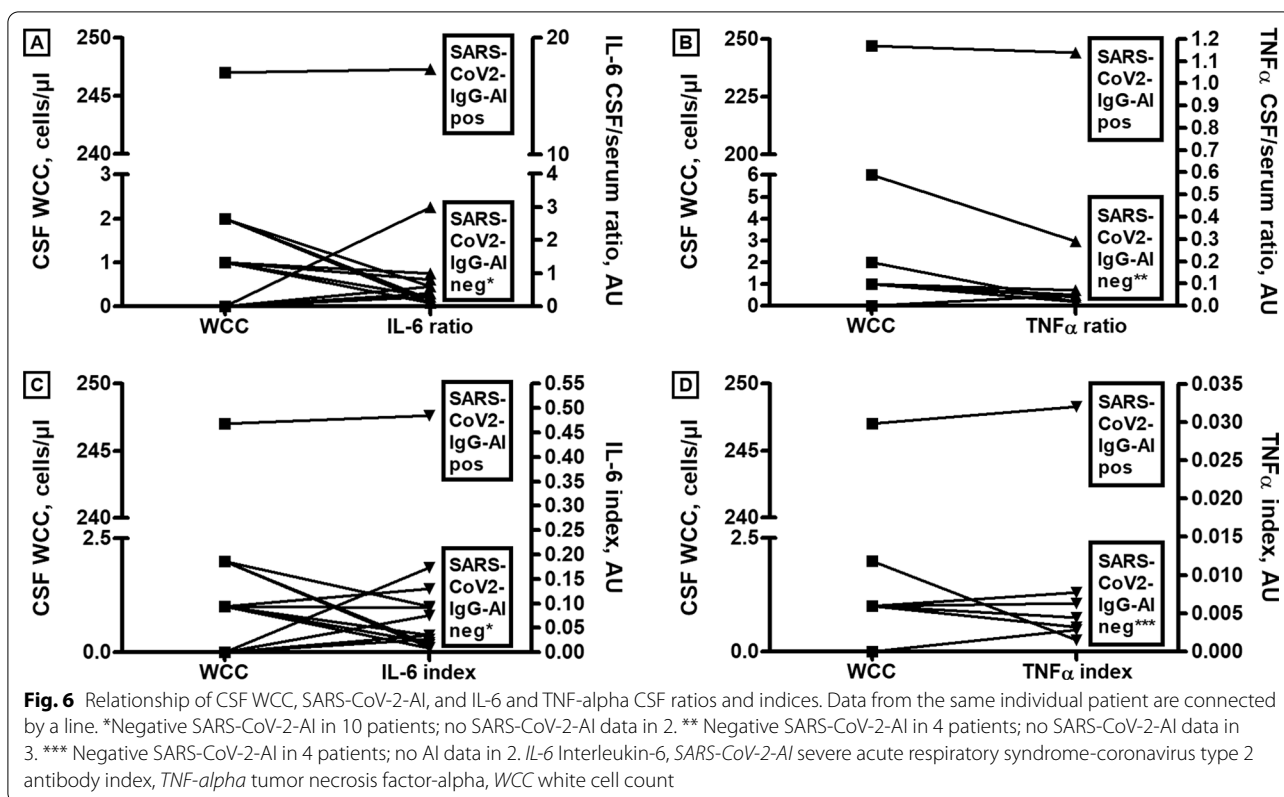 A
250
245
240
3
2
1
0
CSF WCC, cells/µl
WCC
IL-6 ratio
20
10
4
3
2
1
0
IL-6 CSF/serum ratio, AU
SARS-
CoV2-
IgG-AI
pos
SARS-
CoV2-
IgG-AI
neg*
B
250
225
200
6
5
4
3
2
1
0
CSF WCC, cells/µl
WCC
TNFα ratio
1.2
1.1
1.0
0.9
0.8
0.7
0.6
0.5
0.4
0.3
0.2
0.1
0.0
TNFα CSF/serum ratio, AU
SARS-
CoV2-
IgG-AI
pos
SARS-
CoV2-
IgG-AI
neg**
C
250
245
240
2.5
0.0
CSF WCC, cells/µl
WCC
IL-6 index
0.55
0.50
0.45
0.40
0.35
0.30
0.25
0.20
0.15
0.10
0.05
0.00
IL-6 index, AU
SARS-
CoV2-
IgG-AI
pos
SARS-
CoV2-
IgG-AI
neg*
D
250
245
240
2.5
0.0
CSF WCC, cells/µl
WCC
TNFα index
0.035
0.030
0.025
0.020
0.015
0.010
0.005
0.000
TNFα index, AU
SARS-
CoV2-
IgG-AI
pos
SARS-
CoV2-
IgG-AI
neg***
Fig. 6 Relationship of CSF WCC, SARS-CoV-2-AI, and IL-6 and TNF-alpha CSF ratios and indices. Data from the same individual patient are connected
by a line. *Negative SARS-CoV-2-AI in 10 patients; no SARS-CoV-2-AI data in 2. ** Negative SARS-CoV-2-AI in 4 patients; no SARS-CoV-2-AI data in
3. *** Negative SARS-CoV-2-AI in 4 patients; no AI data in 2. IL-6 Interleukin-6, SARS-CoV-2-AI severe acute respiratory syndrome-coronavirus type 2
antibody index, TNF-alpha tumor necrosis factor-alpha, WCC white cell count